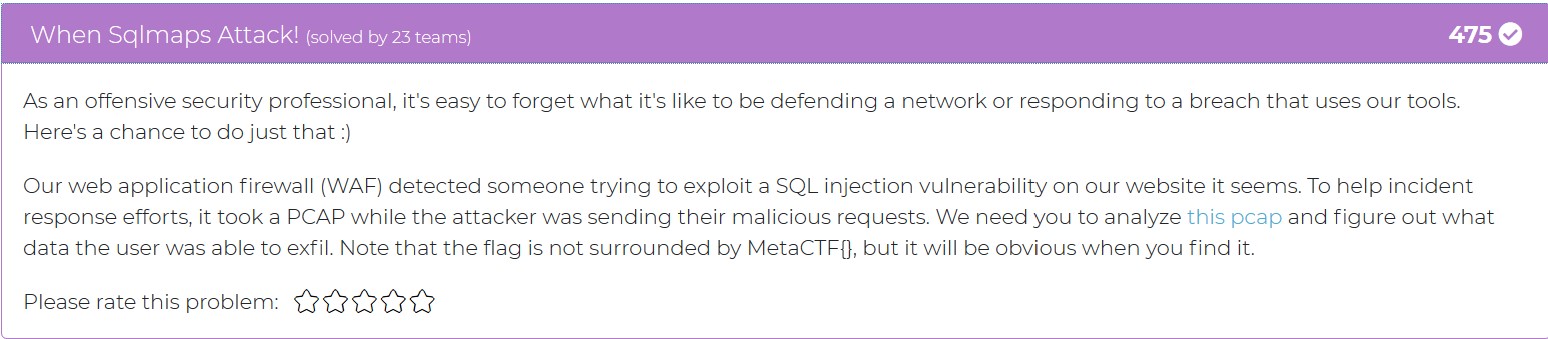 When Sqlmaps Attack! (solved by 23 teams) 475
As an offensive security professional, it's easy to forget what it's like to be defending a network or responding to a breach that uses our tools.
Here's a chance to do just that :)
Our web application firewall (WAF) detected someone trying to exploit a SQL injection vulnerability on our website it seems. To help incident
response efforts, it took a PCAP while the attacker was sending their malicious requests. We need you to analyze this pcap and figure out what
data the user was able to exfil. Note that the flag is not surrounded by MetaCTF{}, but it will be obvious when you find it.
Please rate this problem: